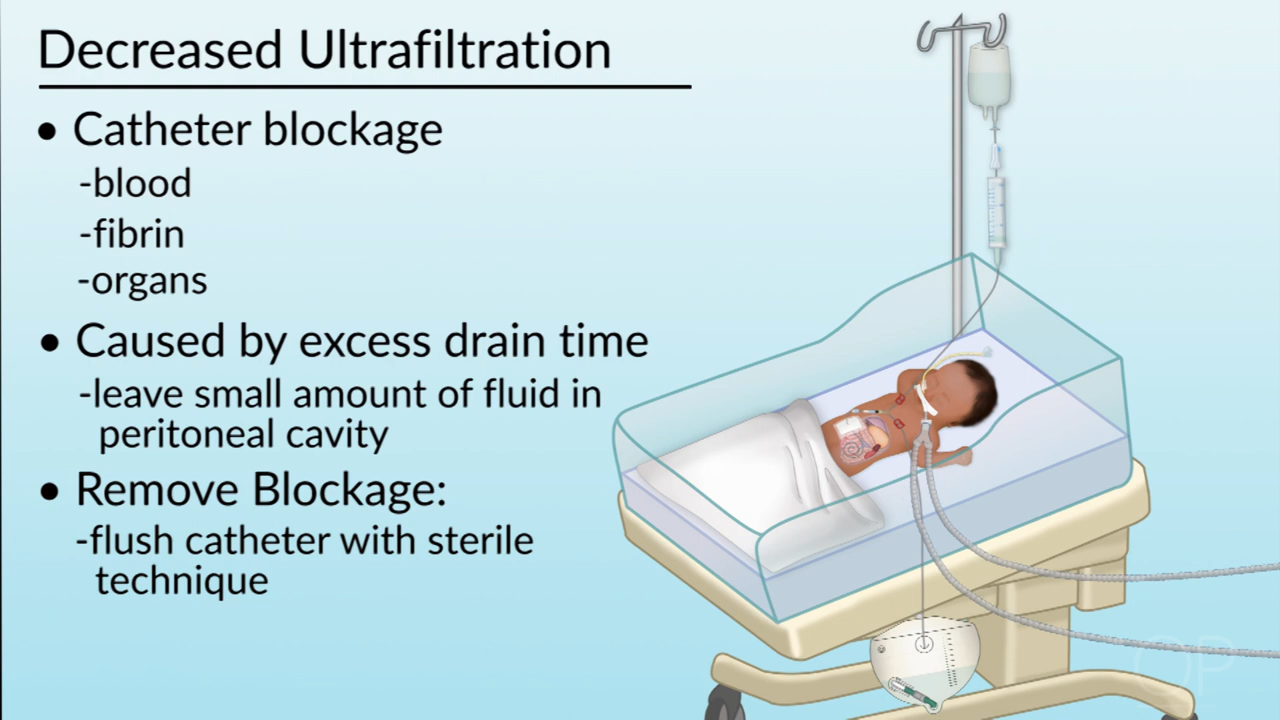 Decreased Ultrafiltration
• Catheter blockage
-blood
-fibrin
-organs
• Caused by excess drain time
-leave small amount of fluid in
peritoneal cavity
• Remove Blockage:
-flush catheter with sterile
technique
OP